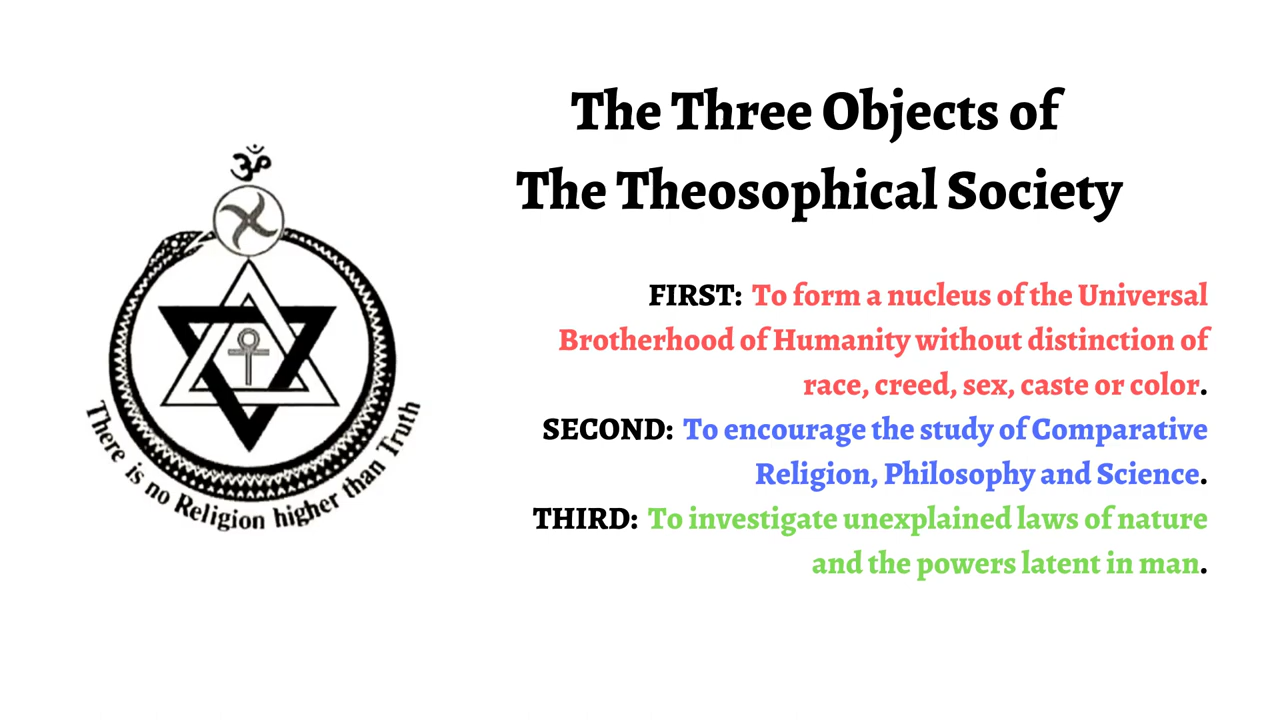 The Three Objects of
The Theosophical Society
ॐ
There is no Religion higher than Truth
FIRST: To form a nucleus of the Universal
Brotherhood of Humanity without distinction of
race, creed, sex, caste or color.
SECOND: To encourage the study of Comparative
Religion, Philosophy and Science.
THIRD: To investigate unexplained laws of nature
and the powers latent in man.